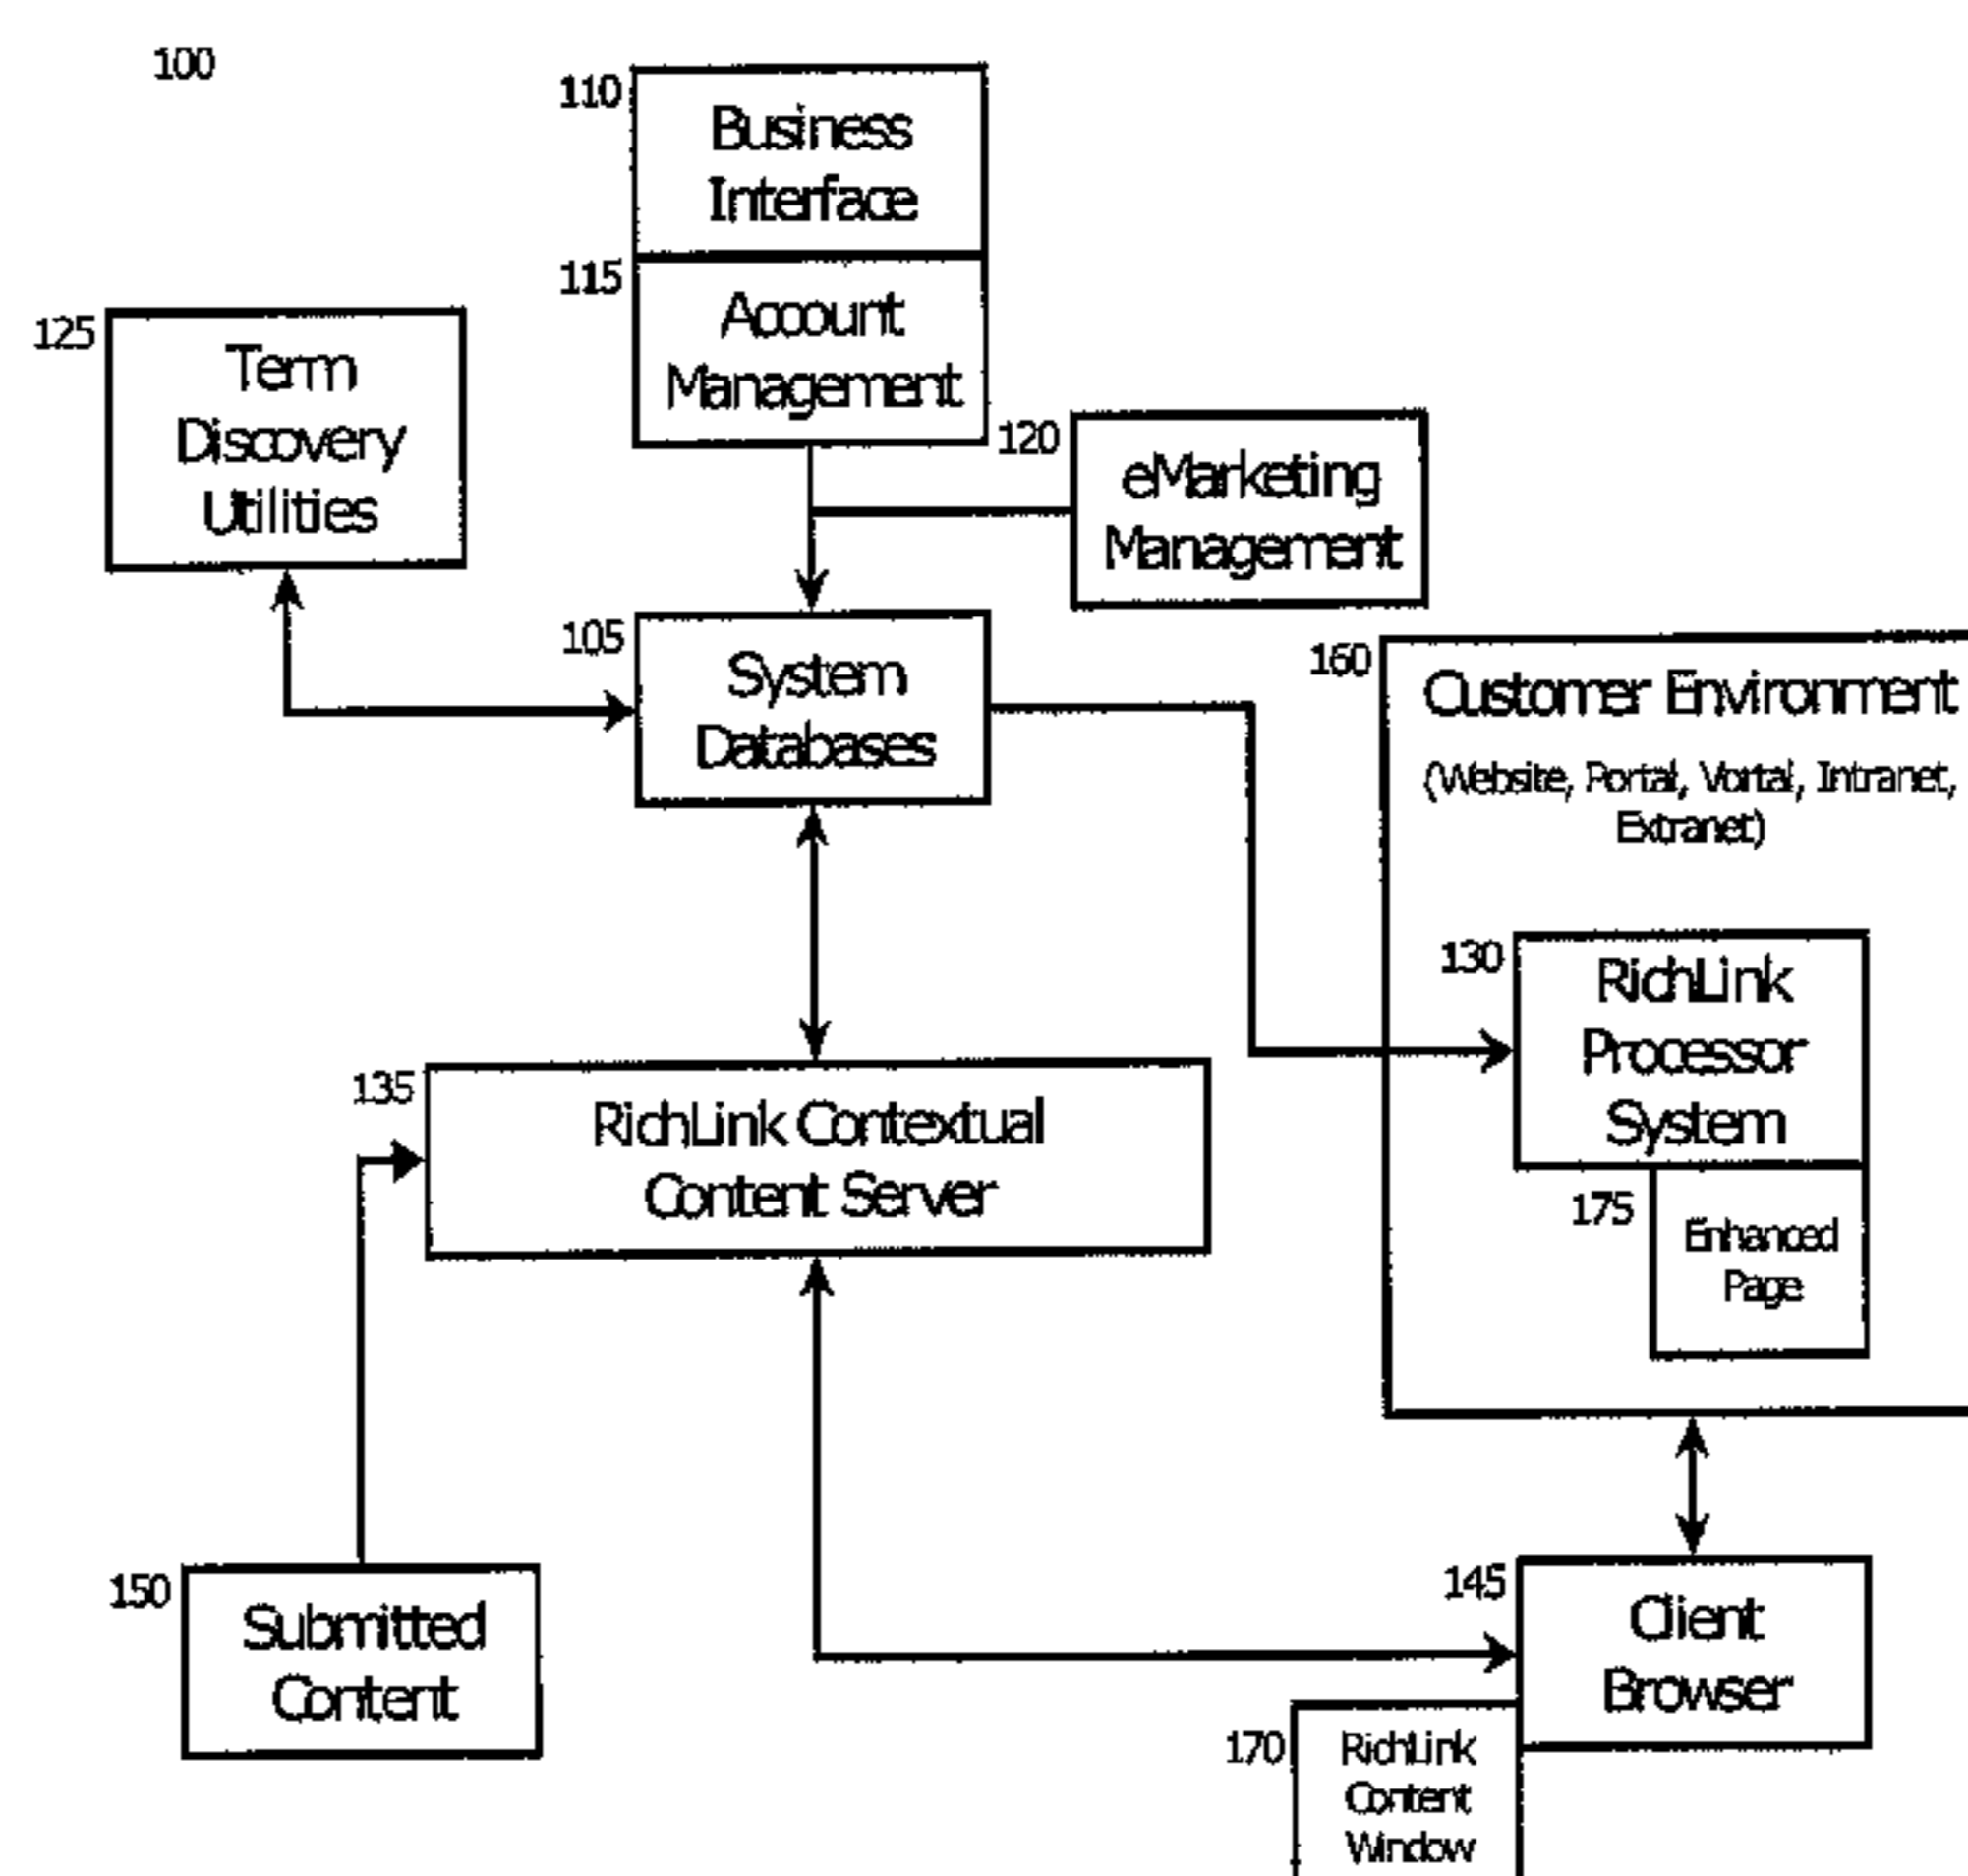 100
110
Business
Interface
115
Account
Management
125
Term
Discovery
Utilities
120
eMarketing
Management
105
System
Databases
160
Customer Environment
(Website, Portal, Vortal, Intranet,
Extranet)
130
RichLink
Processor
System
175
Enhanced
Page
135
RichLink Contextual
Content Server
150
Submitted
Content
145
Client
Browser
170
RichLink
Content
Window